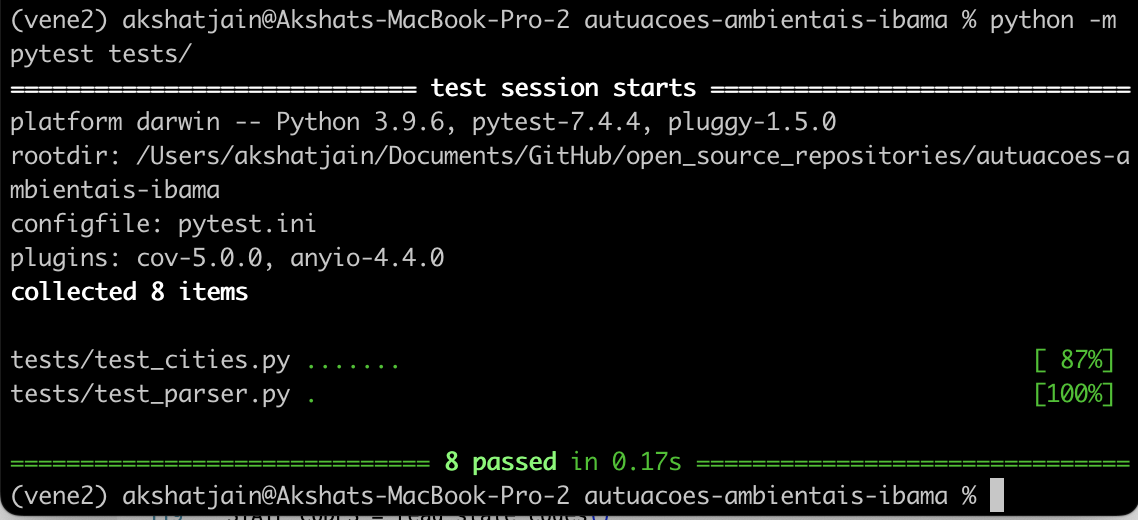 (vene2) akshatjain@Akshats-MacBook-Pro-2 autuacoes-ambientais-ibama % python -m
pytest tests/
============================== test session starts ===============================
platform darwin -- Python 3.9.6, pytest-7.4.4, pluggy-1.5.0
rootdir: /Users/akshatjain/Documents/GitHub/open_source_repositories/autuacoes-a
mbientais-ibama
configfile: pytest.ini
plugins: cov-5.0.0, anyio-4.4.0
collected 8 items
tests/test_cities.py ....... [ 87%]
tests/test_parser.py . [100%]
=============================== 8 passed in 0.17s ================================
(vene2) akshatjain@Akshats-MacBook-Pro-2 autuacoes-ambientais-ibama %